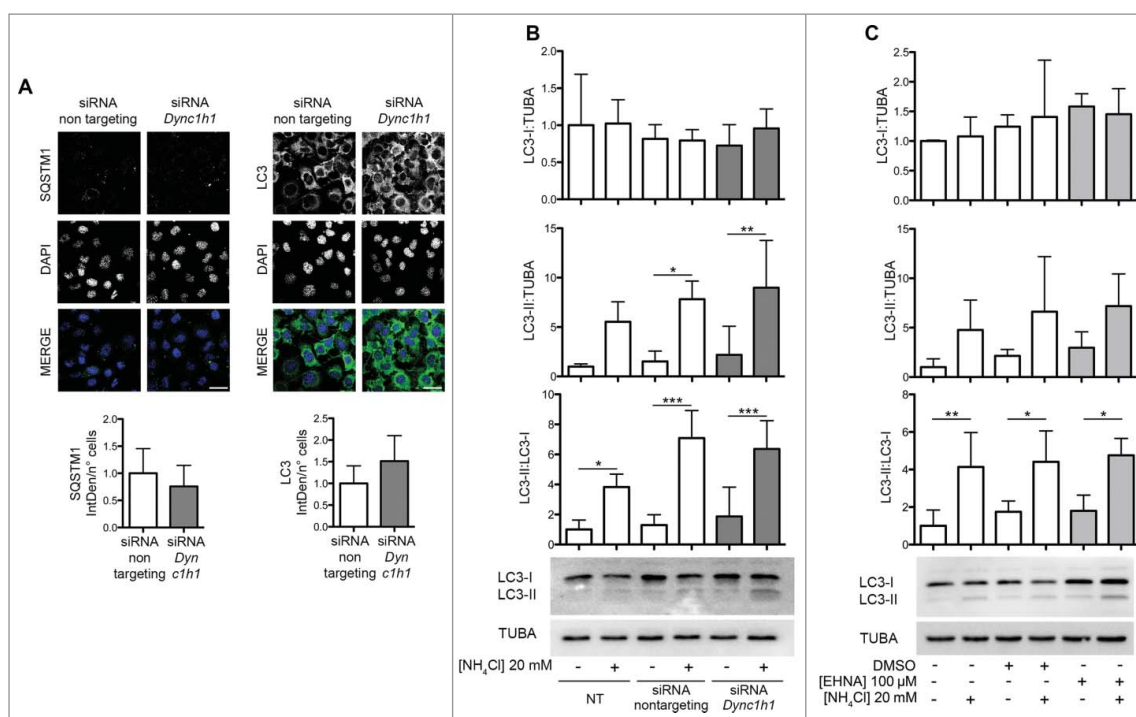 A
siRNA
non targeting
siRNA
Dync1h1
siRNA
non targeting
siRNA
Dync1h1
SQSTM1
DAPI
MERGE
LC3
DAPI
MERGE
SQSTM1
IntDen/n° cells
2.0
1.5
1.0
0.5
0.0
siRNA
non
targeting
siRNA
Dyn
c1h1
LC3
IntDen/n° cells
2.5
2.0
1.5
1.0
0.5
0.0
siRNA
non
targeting
siRNA
Dyn
c1h1
B
LC3-I:TUBA
2.0
1.5
1.0
0.5
0.0
LC3-II:TUBA
15
10
5
0
* **
LC3-II:LC3-I
10
8
6
4
2
0
* *** ***
LC3-I
LC3-II
TUBA
[NH4Cl] 20 mM - + - + - +
NT
siRNA
nontargeting
siRNA
Dync1h1
C
LC3-I:TUBA
2.5
2.0
1.5
1.0
0.5
0.0
LC3-II:TUBA
15
10
5
0
LC3-II:LC3-I
8
6
4
2
0
** * *
LC3-I
LC3-II
TUBA
DMSO - - + + - -
[EHNA] 100 µM - - - - + +
[NH4Cl] 20 mM - + - + - +